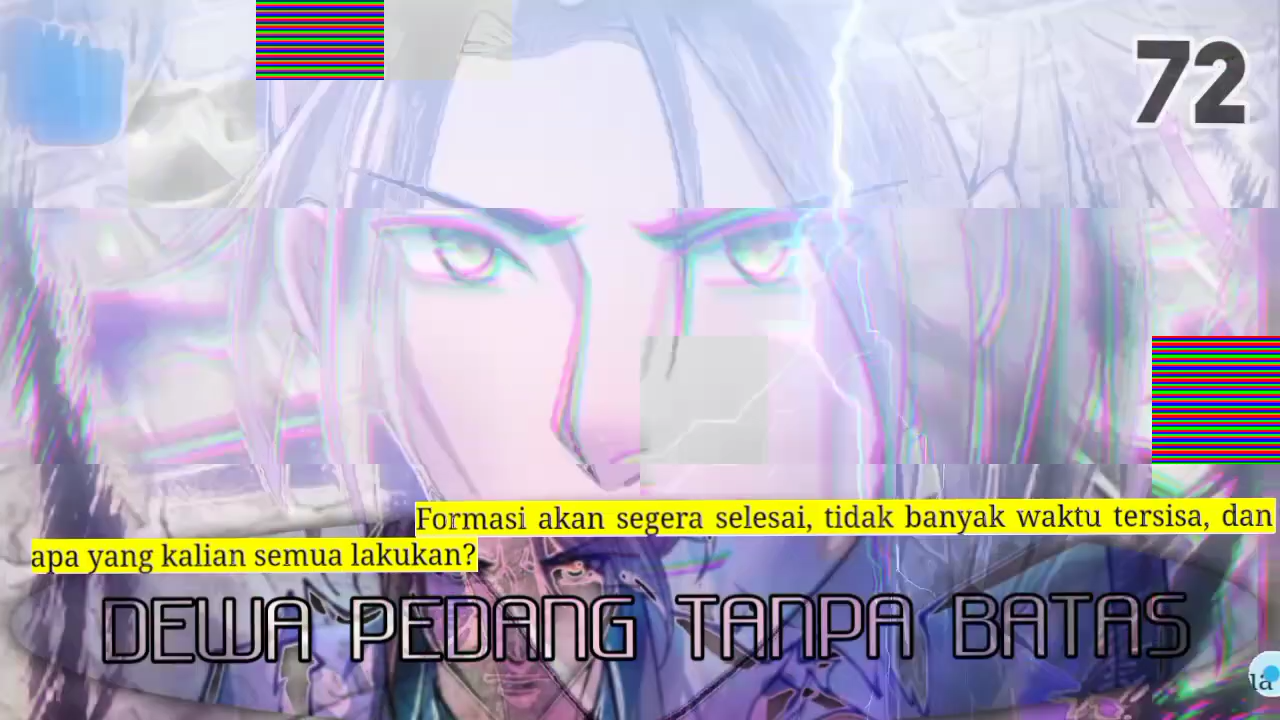 72
Formasi akan segera selesai, tidak banyak waktu tersisa, dan
apa yang kalian semua lakukan?
DEWA PEDANG TANPA BATAS